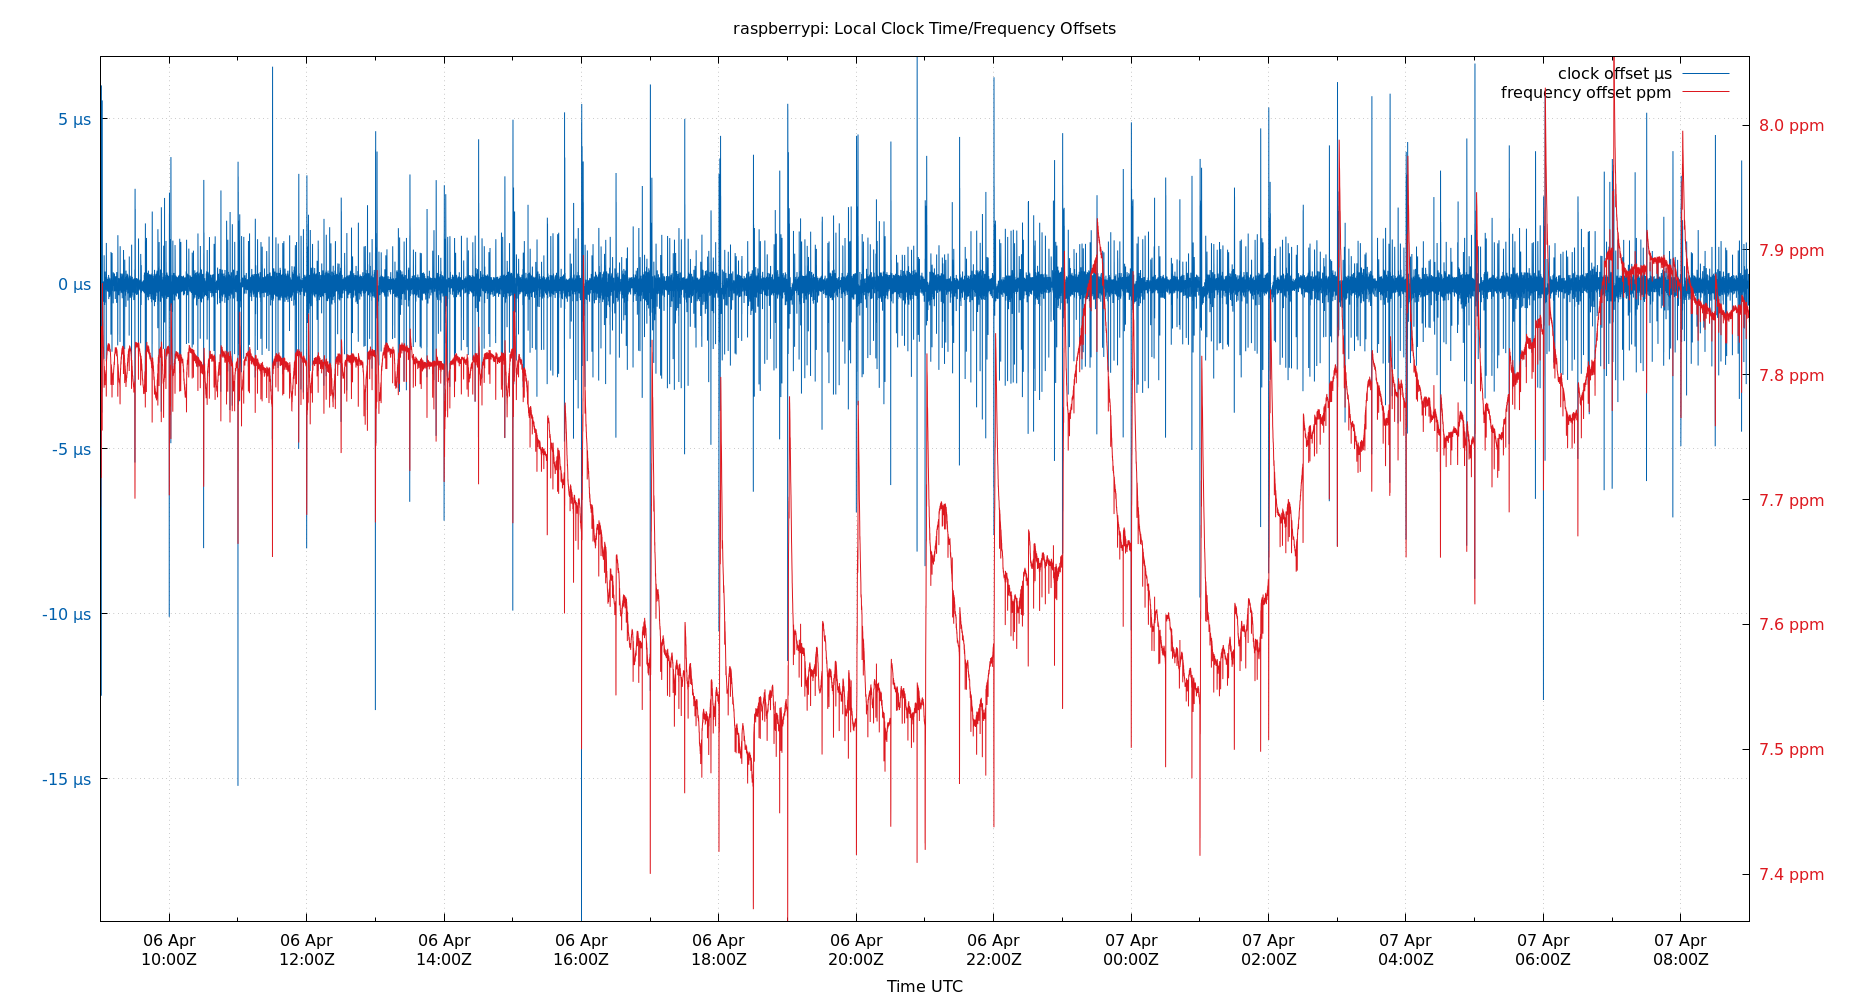 raspberrypi: Local Clock Time/Frequency Offsets
clock offset µs
frequency offset ppm
5 µs
0 µs
-5 µs
-10 µs
-15 µs
8.0 ppm
7.9 ppm
7.8 ppm
7.7 ppm
7.6 ppm
7.5 ppm
7.4 ppm
06 Apr 06 Apr 06 Apr 06 Apr 06 Apr 06 Apr 06 Apr 07 Apr 07 Apr 07 Apr 07 Apr 07 Apr
10:00Z 12:00Z 14:00Z 16:00Z 18:00Z 20:00Z 22:00Z 00:00Z 02:00Z 04:00Z 06:00Z 08:00Z
Time UTC